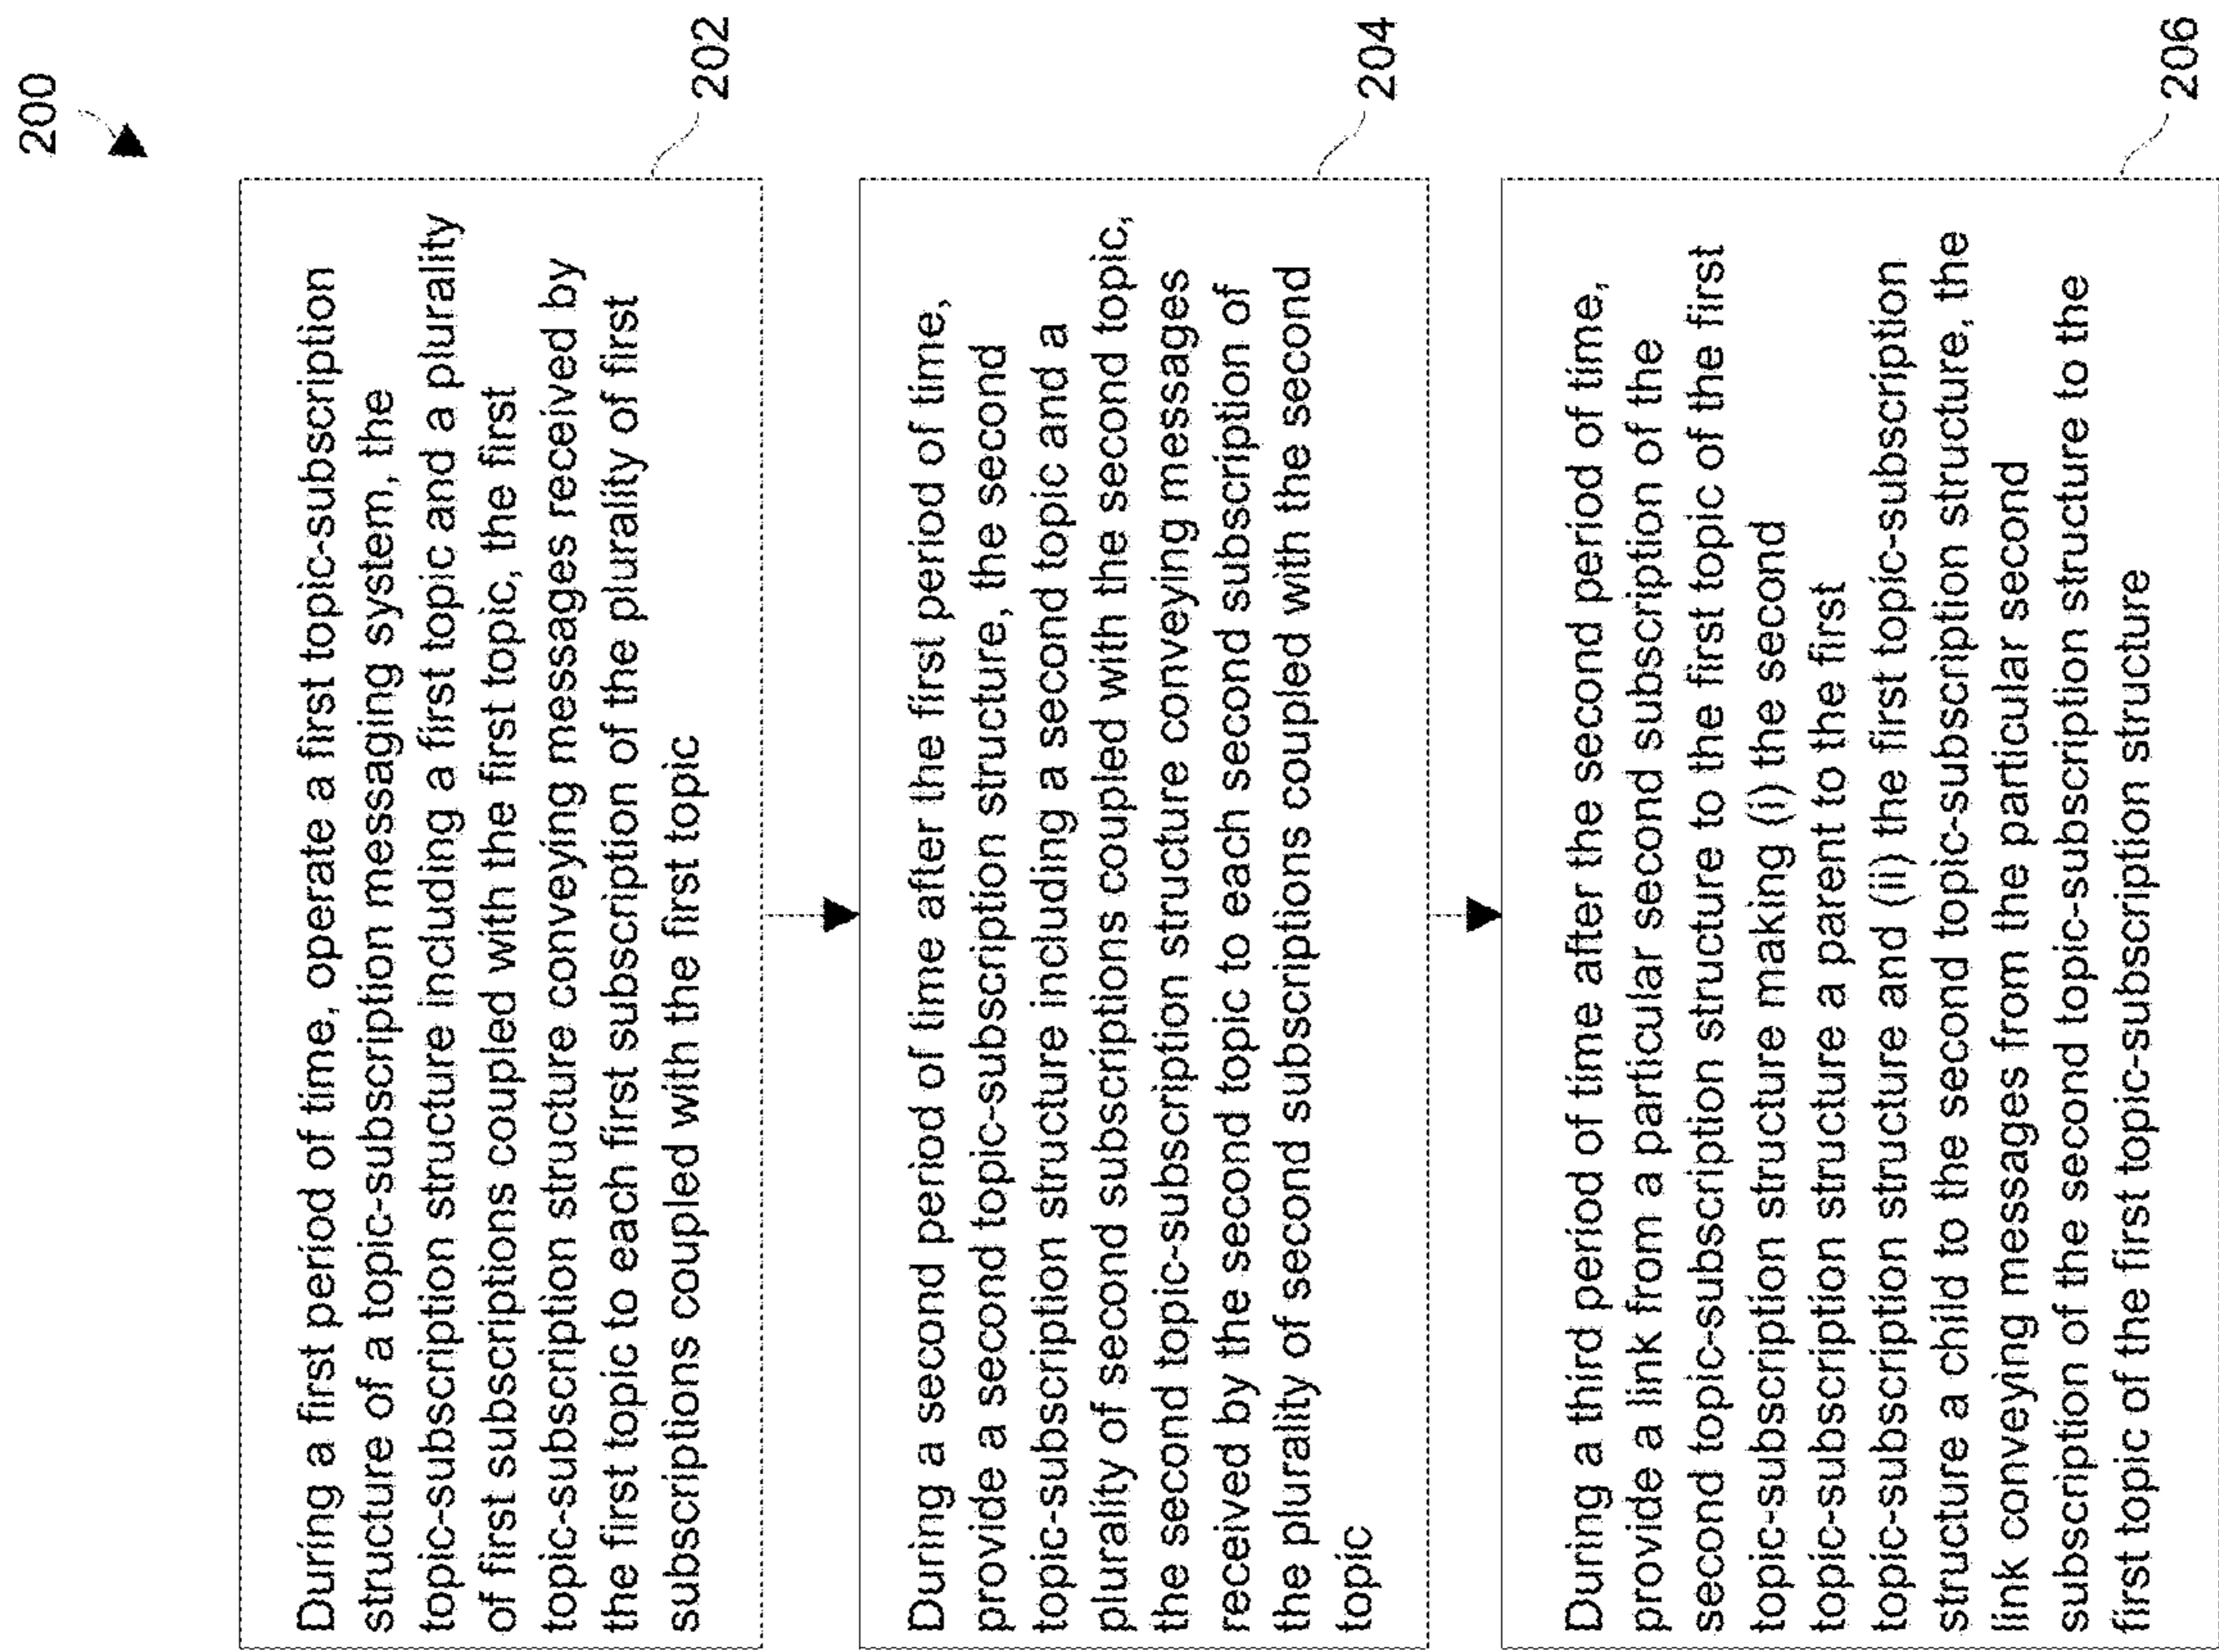 200
During a first period of time, operate a first topic-subscription
structure of a topic-subscription messaging system, the
topic-subscription structure including a first topic and a plurality
of first subscriptions coupled with the first topic, the first
topic-subscription structure conveying messages received by
the first topic to each first subscription of the plurality of first
subscriptions coupled with the first topic
202
During a second period of time after the first period of time,
provide a second topic-subscription structure, the second
topic-subscription structure including a second topic and a
plurality of second subscriptions coupled with the second topic,
the second topic-subscription structure conveying messages
received by the second topic to each second subscription of
the plurality of second subscriptions coupled with the second
topic
204
During a third period of time after the second period of time,
provide a link from a particular second subscription of the
second topic-subscription structure to the first topic of the first
topic-subscription structure making (i) the second
topic-subscription structure a parent to the first
topic-subscription structure and (ii) the first topic-subscription
structure a child to the second topic-subscription structure, the
link conveying messages from the particular second
subscription of the second topic-subscription structure to the
first topic of the first topic-subscription structure
206